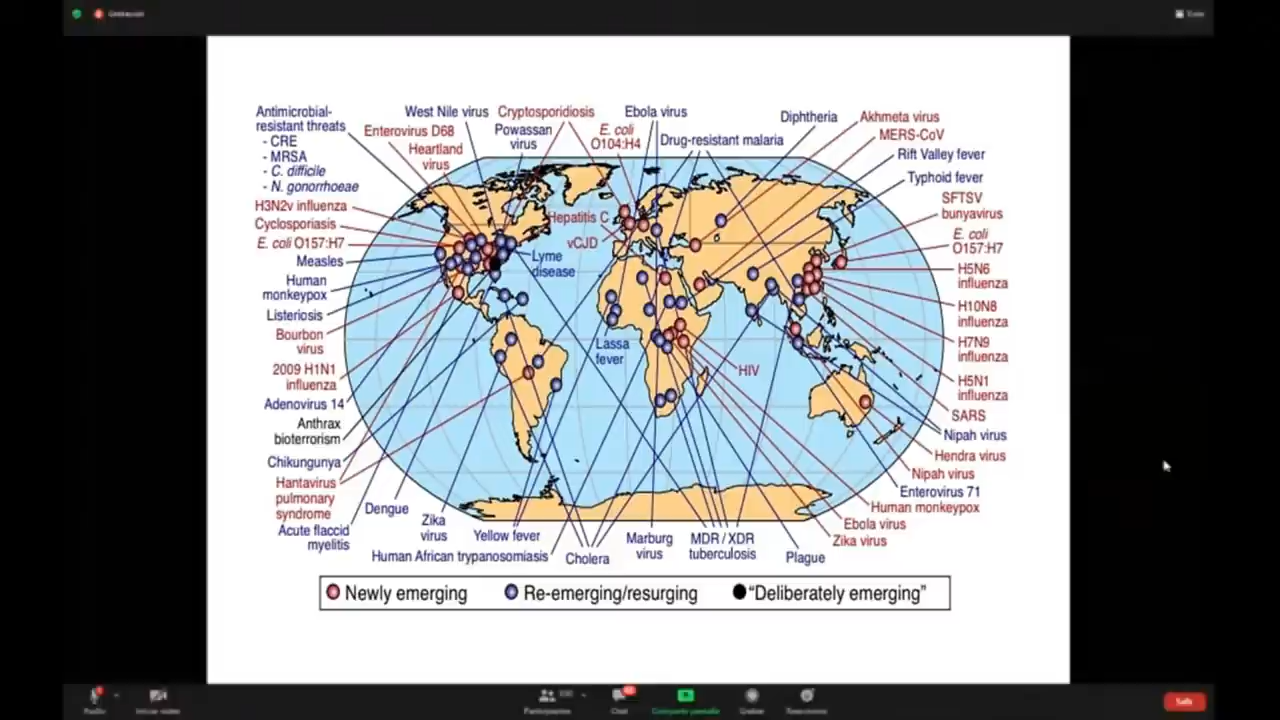 Antimicrobial-
resistant threats
- CRE
- MRSA
- C. difficile
- N. gonorrhoeae
West Nile virus
Enterovirus D68
Heartland
virus
Cryptosporidiosis
Powassan
virus
E. coli
O104:H4
Ebola virus
Drug-resistant malaria
Diphtheria
Akhmeta virus
MERS-CoV
Rift Valley fever
Typhoid fever
SFTSV
bunyavirus
E. coli
O157:H7
H5N6
influenza
H10N8
influenza
H7N9
influenza
H5N1
influenza
SARS
Nipah virus
Hendra virus
Nipah virus
Enterovirus 71
Human monkeypox
Ebola virus
Zika virus
H3N2v influenza
Cyclosporiasis
E. coli O157:H7
Measles
Human
monkeypox
Listeriosis
Bourbon
virus
2009 H1N1
influenza
Adenovirus 14
Anthrax
bioterrorism
Chikungunya
Hantavirus
pulmonary
syndrome
Acute flaccid
myelitis
Hepatitis C
vCJD
Lyme
disease
Lassa
fever
HIV
Dengue
Zika
virus
Yellow fever
Human African trypanosomiasis
Cholera
Marburg
virus
MDR / XDR
tuberculosis
Plague
Newly emerging
Re-emerging/resurging
"Deliberately emerging"
Chat
Compartir pantalla
Salir